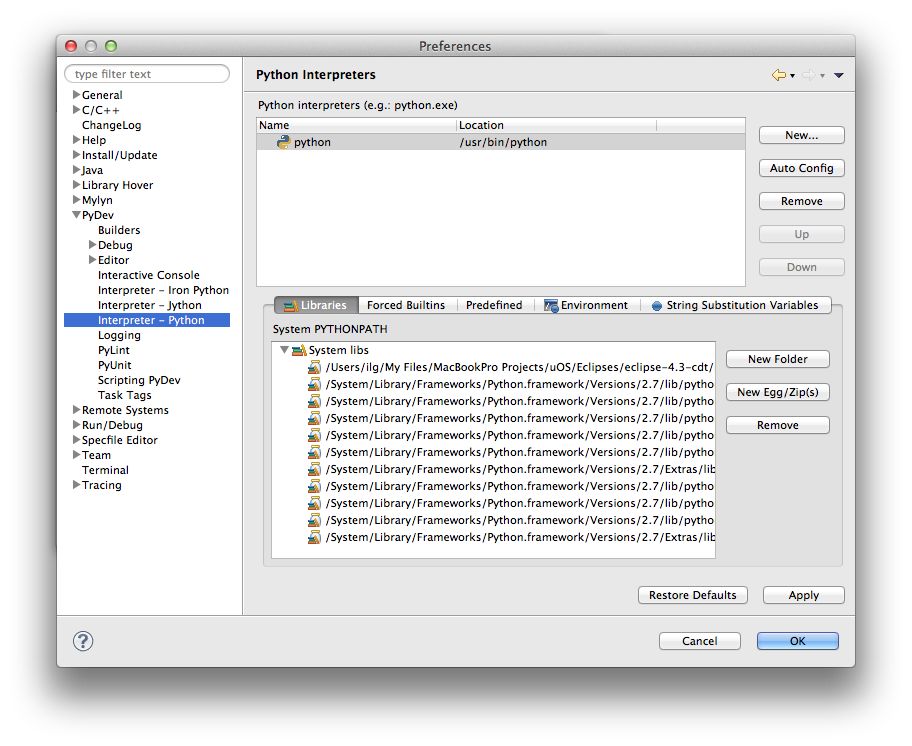 Preferences
type filter text
General
C/C++
ChangeLog
Help
Install/Update
Java
Library Hover
Mylyn
PyDev
Builders
Debug
Editor
Interactive Console
Interpreter - Iron Python
Interpreter - Jython
Interpreter - Python
Logging
PyLint
PyUnit
Scripting PyDev
Task Tags
Remote Systems
Run/Debug
Specfile Editor
Team
Terminal
Tracing
Python Interpreters
Python interpreters (e.g.: python.exe)
Name Location
python /usr/bin/python
New...
Auto Config
Remove
Up
Down
Libraries Forced Builtins Predefined Environment String Substitution Variables
System PYTHONPATH
System libs
/Users/ilg/My Files/MacBookPro Projects/uOS/Eclipses/eclipse-4.3-cdt/
/System/Library/Frameworks/Python.framework/Versions/2.7/lib/pytho
/System/Library/Frameworks/Python.framework/Versions/2.7/lib/pytho
/System/Library/Frameworks/Python.framework/Versions/2.7/lib/pytho
/System/Library/Frameworks/Python.framework/Versions/2.7/lib/pytho
/System/Library/Frameworks/Python.framework/Versions/2.7/lib/pytho
/System/Library/Frameworks/Python.framework/Versions/2.7/Extras/lib
/System/Library/Frameworks/Python.framework/Versions/2.7/lib/pytho
/System/Library/Frameworks/Python.framework/Versions/2.7/lib/pytho
/System/Library/Frameworks/Python.framework/Versions/2.7/lib/pytho
/System/Library/Frameworks/Python.framework/Versions/2.7/Extras/lib
New Folder
New Egg/Zip(s)
Remove
Restore Defaults Apply
? Cancel OK